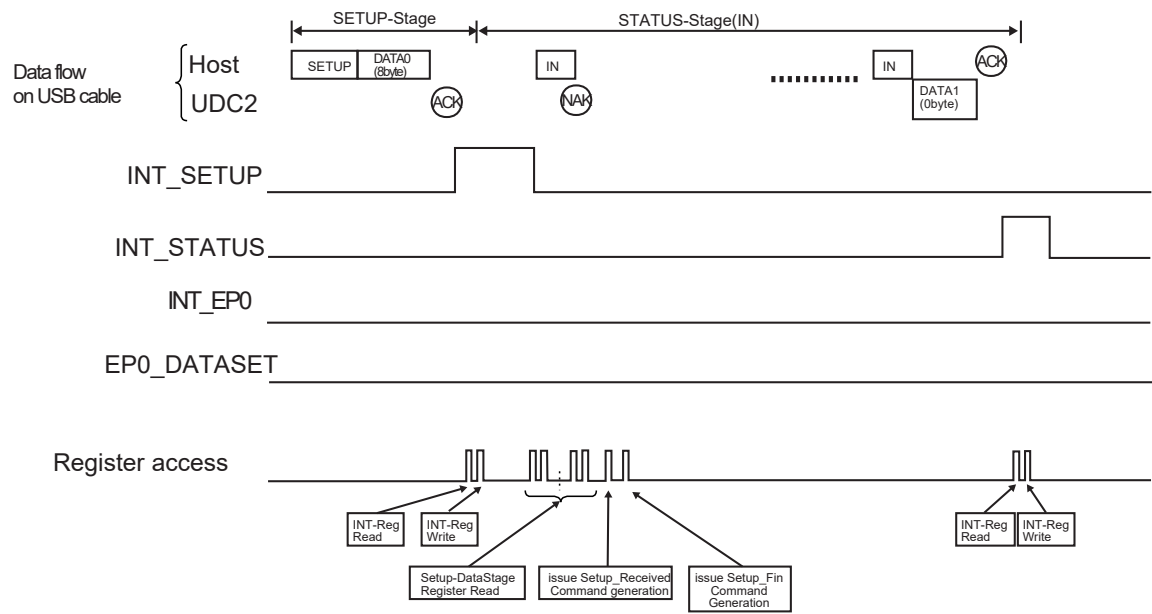 SETUP-Stage
STATUS-Stage(IN)
Data flow
on USB cable
Host
UDC2
SETUP
DATA0
(8byte)
ACK
IN
NAK
IN
DATA1
(0byte)
ACK
INT_SETUP
INT_STATUS
INT_EP0
EP0_DATASET
Register access
INT-Reg
Read
INT-Reg
Write
INT-Reg
Read
INT-Reg
Write
Setup-DataStage
Register Read
issue Setup_Received
Command generation
issue Setup_Fin
Command
Generation